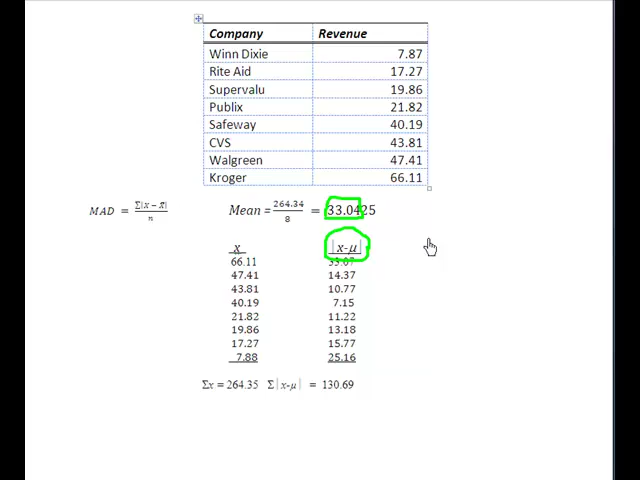 Company Revenue
Winn Dixie 7.87
Rite Aid 17.27
Supervalu 19.86
Publix 21.82
Safeway 40.19
CVS 43.81
Walgreen 47.41
Kroger 66.11
MAD = Σ|x − x̄| / n Mean = 264.34 / 8 = 33.0425
x |x-μ|
66.11 33.07
47.41 14.37
43.81 10.77
40.19 7.15
21.82 11.22
19.86 13.18
17.27 15.77
7.88 25.16
Σx = 264.35 Σ|x-μ| = 130.69